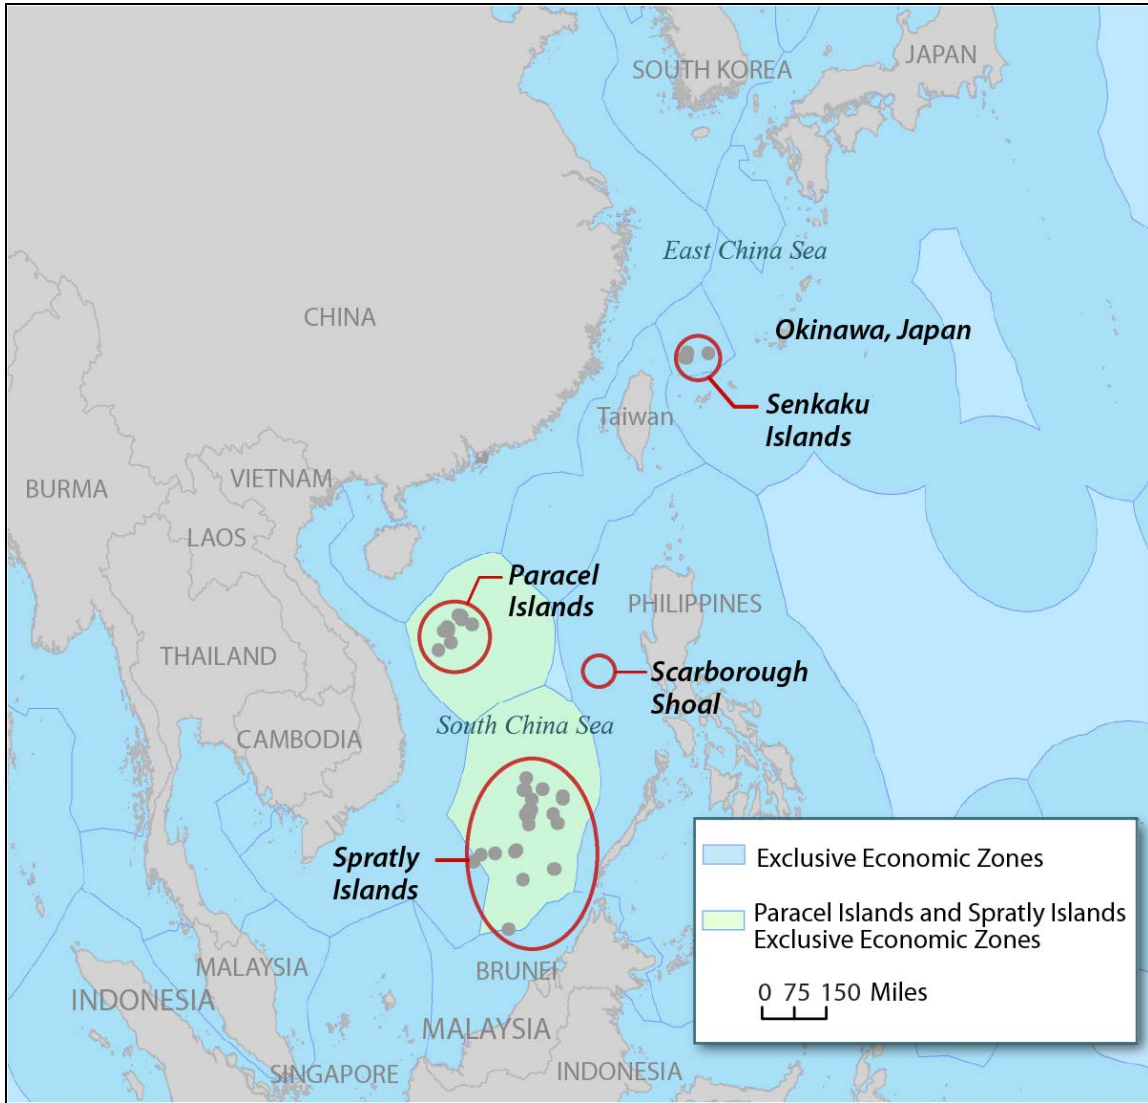 SOUTH KOREA
JAPAN
East China Sea
CHINA
Okinawa, Japan
Senkaku
Islands
Taiwan
BURMA
VIETNAM
LAOS
Paracel
Islands
PHILIPPINES
THAILAND
Scarborough
Shoal
South China Sea
CAMBODIA
Spratly
Islands
Exclusive Economic Zones
Paracel Islands and Spratly Islands
Exclusive Economic Zones
0 75 150 Miles
MALAYSIA
BRUNEI
INDONESIA
MALAYSIA
SINGAPORE
INDONESIA